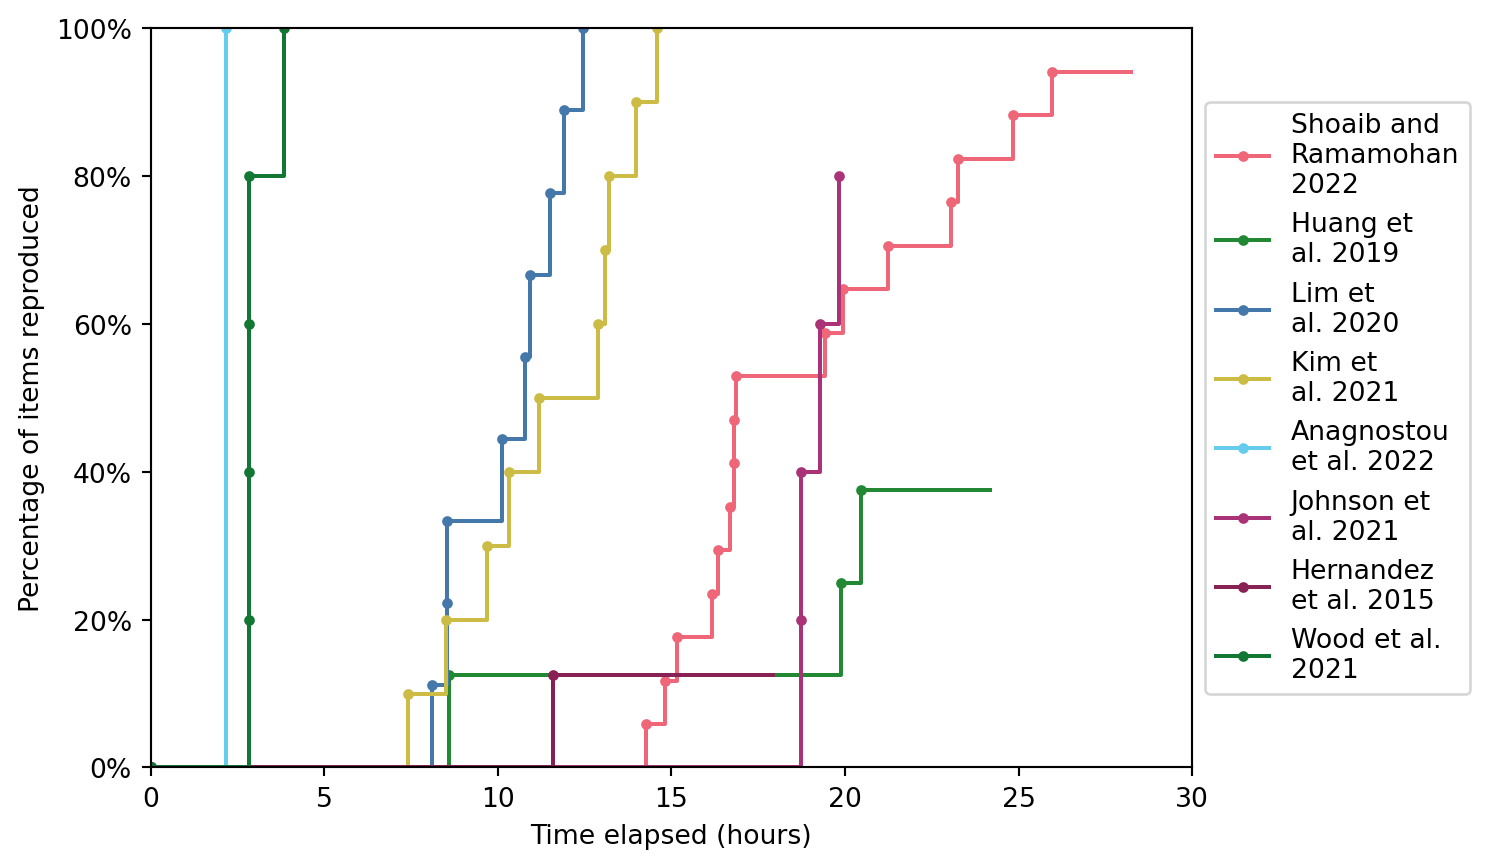 100%
80%
60%
40%
20%
0%
Percentage of items reproduced
0 5 10 15 20 25 30
Time elapsed (hours)
Shoaib and
Ramamohan
2022
Huang et
al. 2019
Lim et
al. 2020
Kim et
al. 2021
Anagnostou
et al. 2022
Johnson et
al. 2021
Hernandez
et al. 2015
Wood et al.
2021